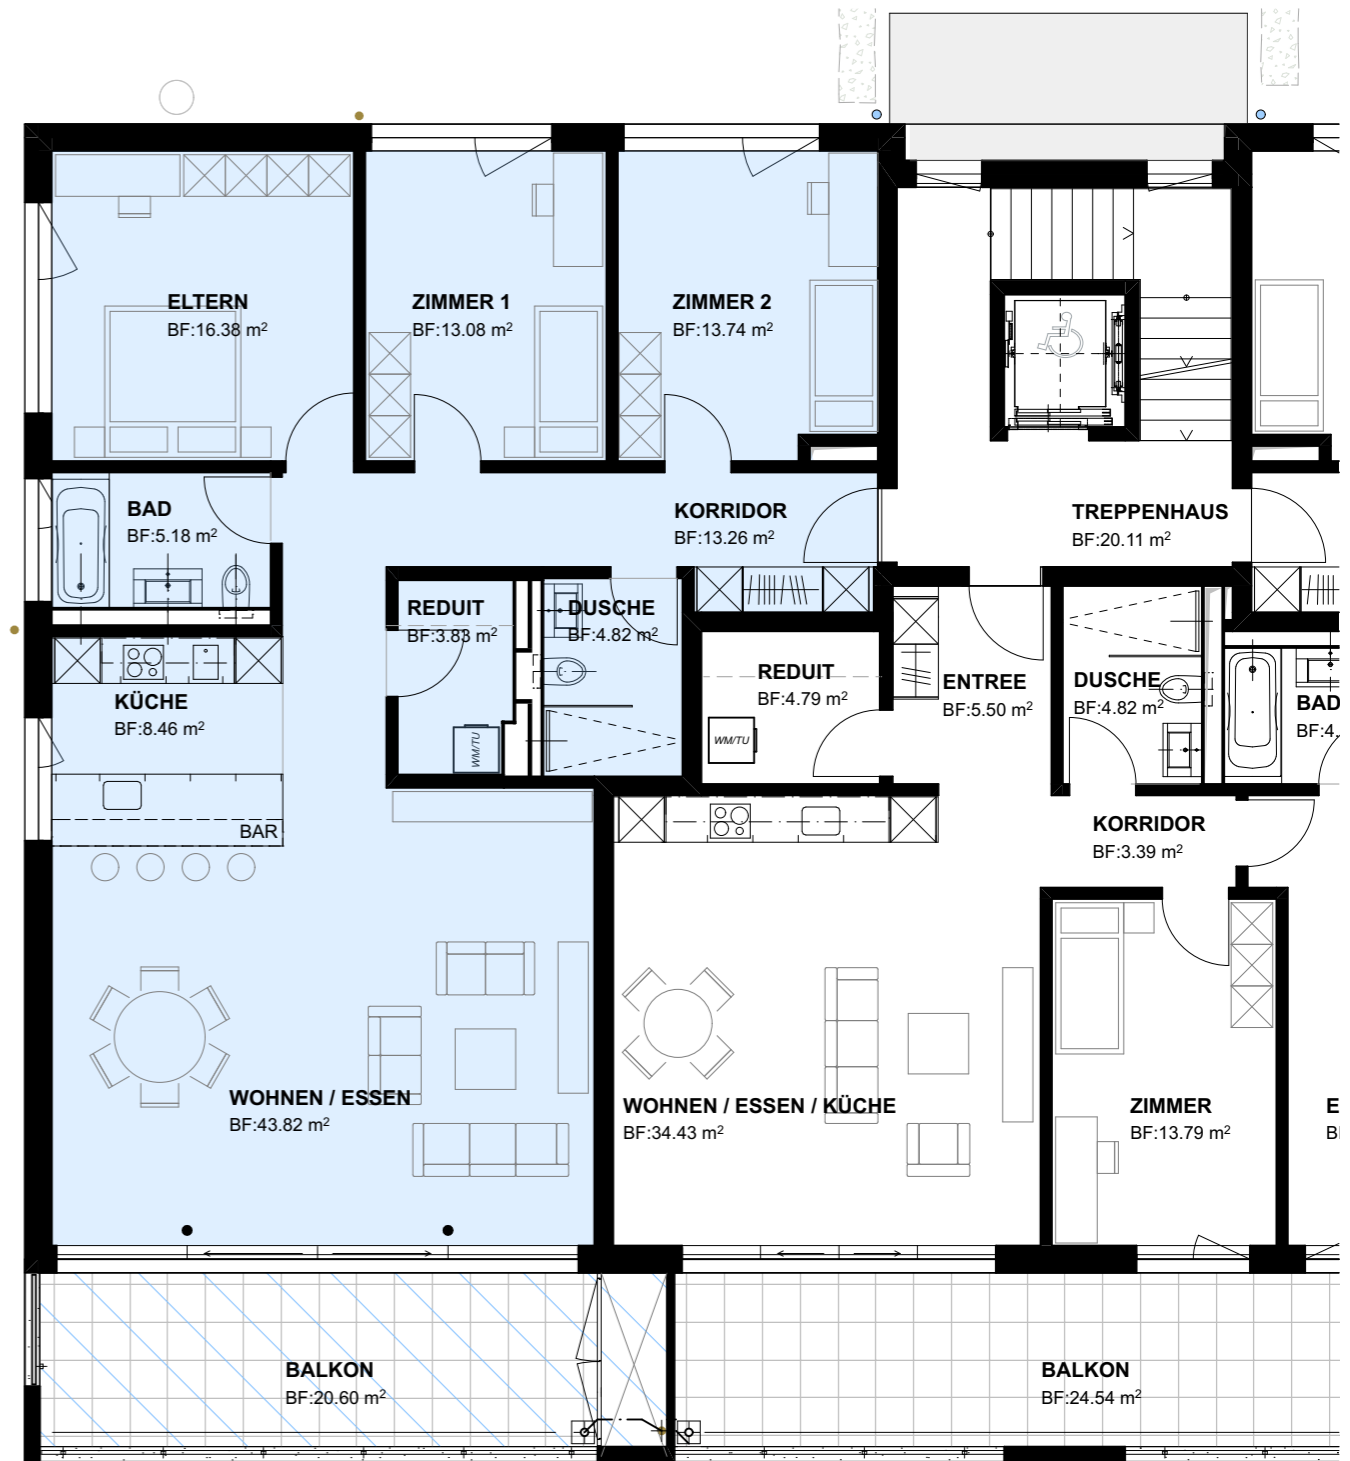 ELTERN
BF:16.38 m²
ZIMMER 1
BF:13.08 m²
ZIMMER 2
BF:13.74 m²
BAD
BF:5.18 m²
KORRIDOR
BF:13.26 m²
TREPPENHAUS
BF:20.11 m²
REDUIT
BF:3.83 m²
DUSCHE
BF:4.82 m²
REDUIT
BF:4.79 m²
ENTREE
BF:5.50 m²
DUSCHE
BF:4.82 m²
BAD
BF:4.
KÜCHE
BF:8.46 m²
WM/TU
WM/TU
BAR
KORRIDOR
BF:3.39 m²
WOHNEN / ESSEN
BF:43.82 m²
WOHNEN / ESSEN / KÜCHE
BF:34.43 m²
ZIMMER
BF:13.79 m²
E
B
BALKON
BF:20.60 m²
BALKON
BF:24.54 m²